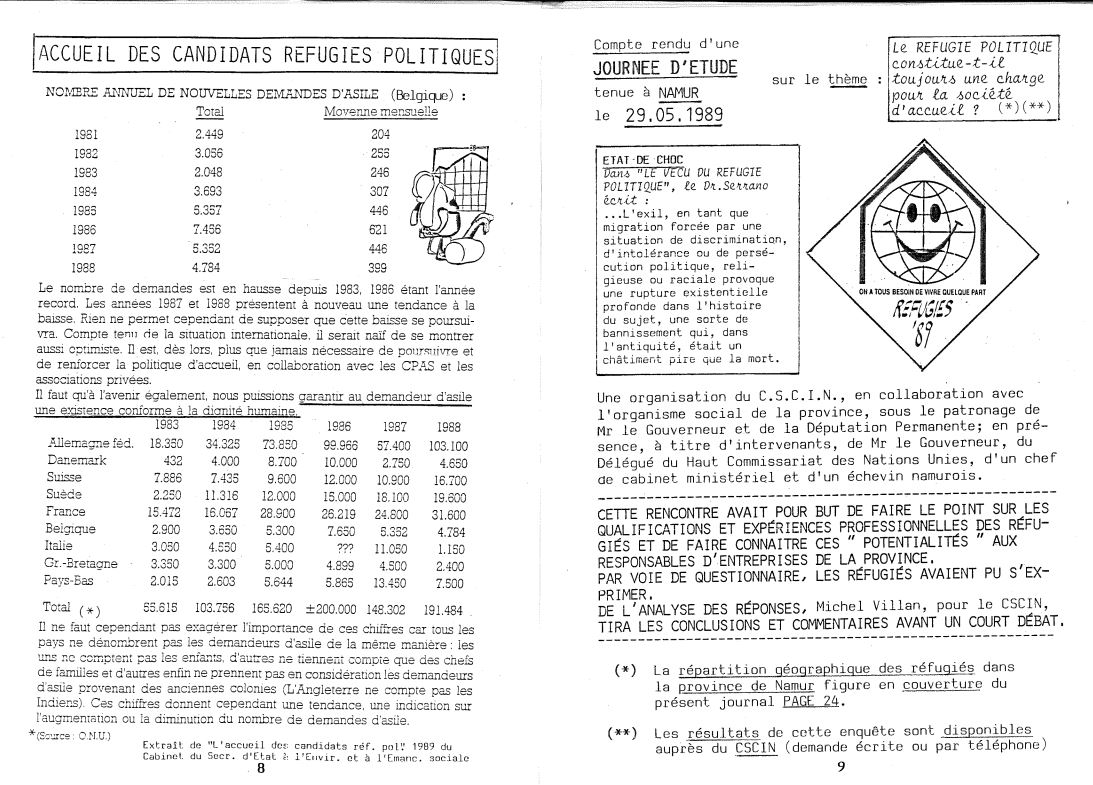 ACCUEIL DES CANDIDATS REFUGIES POLITIQUES
NOMBRE ANNUEL DE NOUVELLES DEMANDES D'ASILE (Belgique) :
Total Moyenne mensuelle
1981 2.449 204
1982 3.056 255
1983 2.048 246
1984 3.693 307
1985 5.357 446
1986 7.456 621
1987 5.352 446
1988 4.784 399
Le nombre de demandes est en hausse depuis 1983, 1986 étant l'année
record. Les années 1987 et 1988 présentent à nouveau une tendance à la
baisse. Rien ne permet cependant de supposer que cette baisse se poursui-
vra. Compte tenu de la situation internationale, il serait naïf de se montrer
aussi optimiste. Il est, dès lors, plus que jamais nécessaire de poursuivre et
de renforcer la politique d'accueil, en collaboration avec les CPAS et les
associations privées.
Il faut qu'à l'avenir également, nous puissions garantir au demandeur d'asile
une existence conforme à la dignité humaine.
1983 1984 1985 1986 1987 1988
Allemagne féd. 18.350 34.325 73.850 99.966 57.400 103.100
Danemark 432 4.000 8.700 10.000 2.750 4.650
Suisse 7.886 7.435 9.600 12.000 10.900 16.700
Suède 2.250 11.316 12.000 15.000 18.100 19.600
France 15.472 16.067 28.900 26.219 24.800 31.600
Belgique 2.900 3.650 5.300 7.650 5.352 4.784
Italie 3.050 4.550 5.400 ??? 11.050 1.150
Gr.-Bretagne 3.350 3.300 5.000 4.899 4.500 2.400
Pays-Bas 2.015 2.603 5.644 5.865 13.450 7.500
Total (*) 55.615 103.756 165.620 ±200.000 148.302 191.484
Il ne faut cependant pas exagérer l'importance de ces chiffres car tous les
pays ne dénombrent pas les demandeurs d'asile de la même manière : les
uns ne comptent pas les enfants, d'autres ne tiennent compte que des chefs
de familles et d'autres enfin ne prennent pas en considération les demandeurs
d'asile provenant des anciennes colonies (L'Angleterre ne compte pas les
Indiens). Ces chiffres donnent cependant une tendance, une indication sur
l'augmentation ou la diminution du nombre de demandes d'asile.
*(Source : O.N.U.)
Extrait de "L'accueil des candidats réf. pol." 1989 du
Cabinet du Secr. d'Etat à l'Envir. et à l'Emanc. sociale
8
Compte rendu d'une
JOURNEE D'ETUDE
tenue à NAMUR
le 29.05.1989
sur le thème :
Le REFUGIE POLITIQUE
constitue-t-il
toujours une charge
pour la société
d'accueil ? (*)(**)
ETAT DE CHOC
Dans "LE VECU DU REFUGIE
POLITIQUE", le Dr.Serrano
écrit :
...L'exil, en tant que
migration forcée par une
situation de discrimination,
d'intolérance ou de persé-
cution politique, reli-
gieuse ou raciale provoque
une rupture existentielle
profonde dans l'histoire
du sujet, une sorte de
bannissement qui, dans
l'antiquité, était un
châtiment pire que la mort.
ON A TOUS BESOIN DE VIVRE QUELQUE PART
REFUGIES
'89
Une organisation du C.S.C.I.N., en collaboration avec
l'organisme social de la province, sous le patronage de
Mr le Gouverneur et de la Députation Permanente; en pré-
sence, à titre d'intervenants, de Mr le Gouverneur, du
Délégué du Haut Commissariat des Nations Unies, d'un chef
de cabinet ministériel et d'un échevin namurois.
CETTE RENCONTRE AVAIT POUR BUT DE FAIRE LE POINT SUR LES
QUALIFICATIONS ET EXPÉRIENCES PROFESSIONNELLES DES RÉFU-
GIÉS ET DE FAIRE CONNAITRE CES " POTENTIALITÉS " AUX
RESPONSABLES D'ENTREPRISES DE LA PROVINCE.
PAR VOIE DE QUESTIONNAIRE, LES RÉFUGIÉS AVAIENT PU S'EX-
PRIMER.
DE L'ANALYSE DES RÉPONSES, Michel Villan, pour le CSCIN,
TIRA LES CONCLUSIONS ET COMMENTAIRES AVANT UN COURT DÉBAT.
(*) La répartition géographique des réfugiés dans
la province de Namur figure en couverture du
présent journal PAGE 24.
(**) Les résultats de cette enquête sont disponibles
auprès du CSCIN (demande écrite ou par téléphone)
9